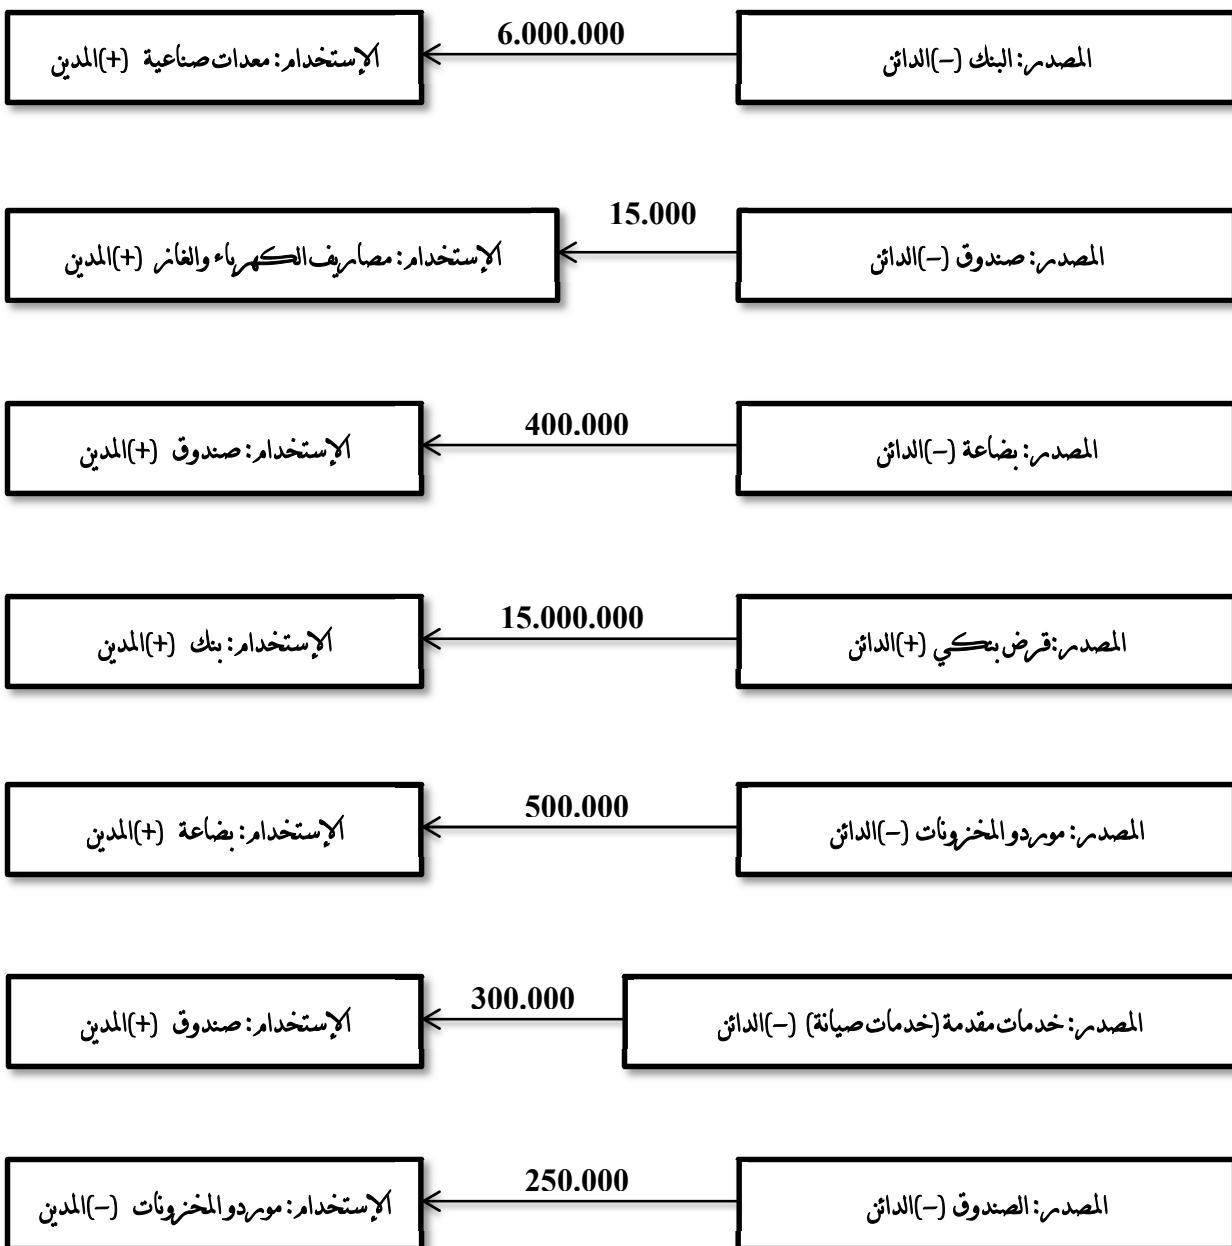 المصدر: البنك (–)الدائن
6.000.000
الإستخدام: معدات صناعية (+)المدين
المصدر: صندوق (–)الدائن
15.000
الإستخدام: مصاريف الكهرباء والغاز (+)المدين
المصدر: بضاعة (–)الدائن
400.000
الإستخدام: صندوق (+)المدين
المصدر:قرض بنكي (+)الدائن
15.000.000
الإستخدام: بنك (+)المدين
المصدر: موردو المخزونات (–)الدائن
500.000
الإستخدام: بضاعة (+)المدين
المصدر: خدمات مقدمة (خدمات صيانة) (–)الدائن
300.000
الإستخدام: صندوق (+)المدين
المصدر: الصندوق (–)الدائن
250.000
الإستخدام: موردو المخزونات (–)المدين